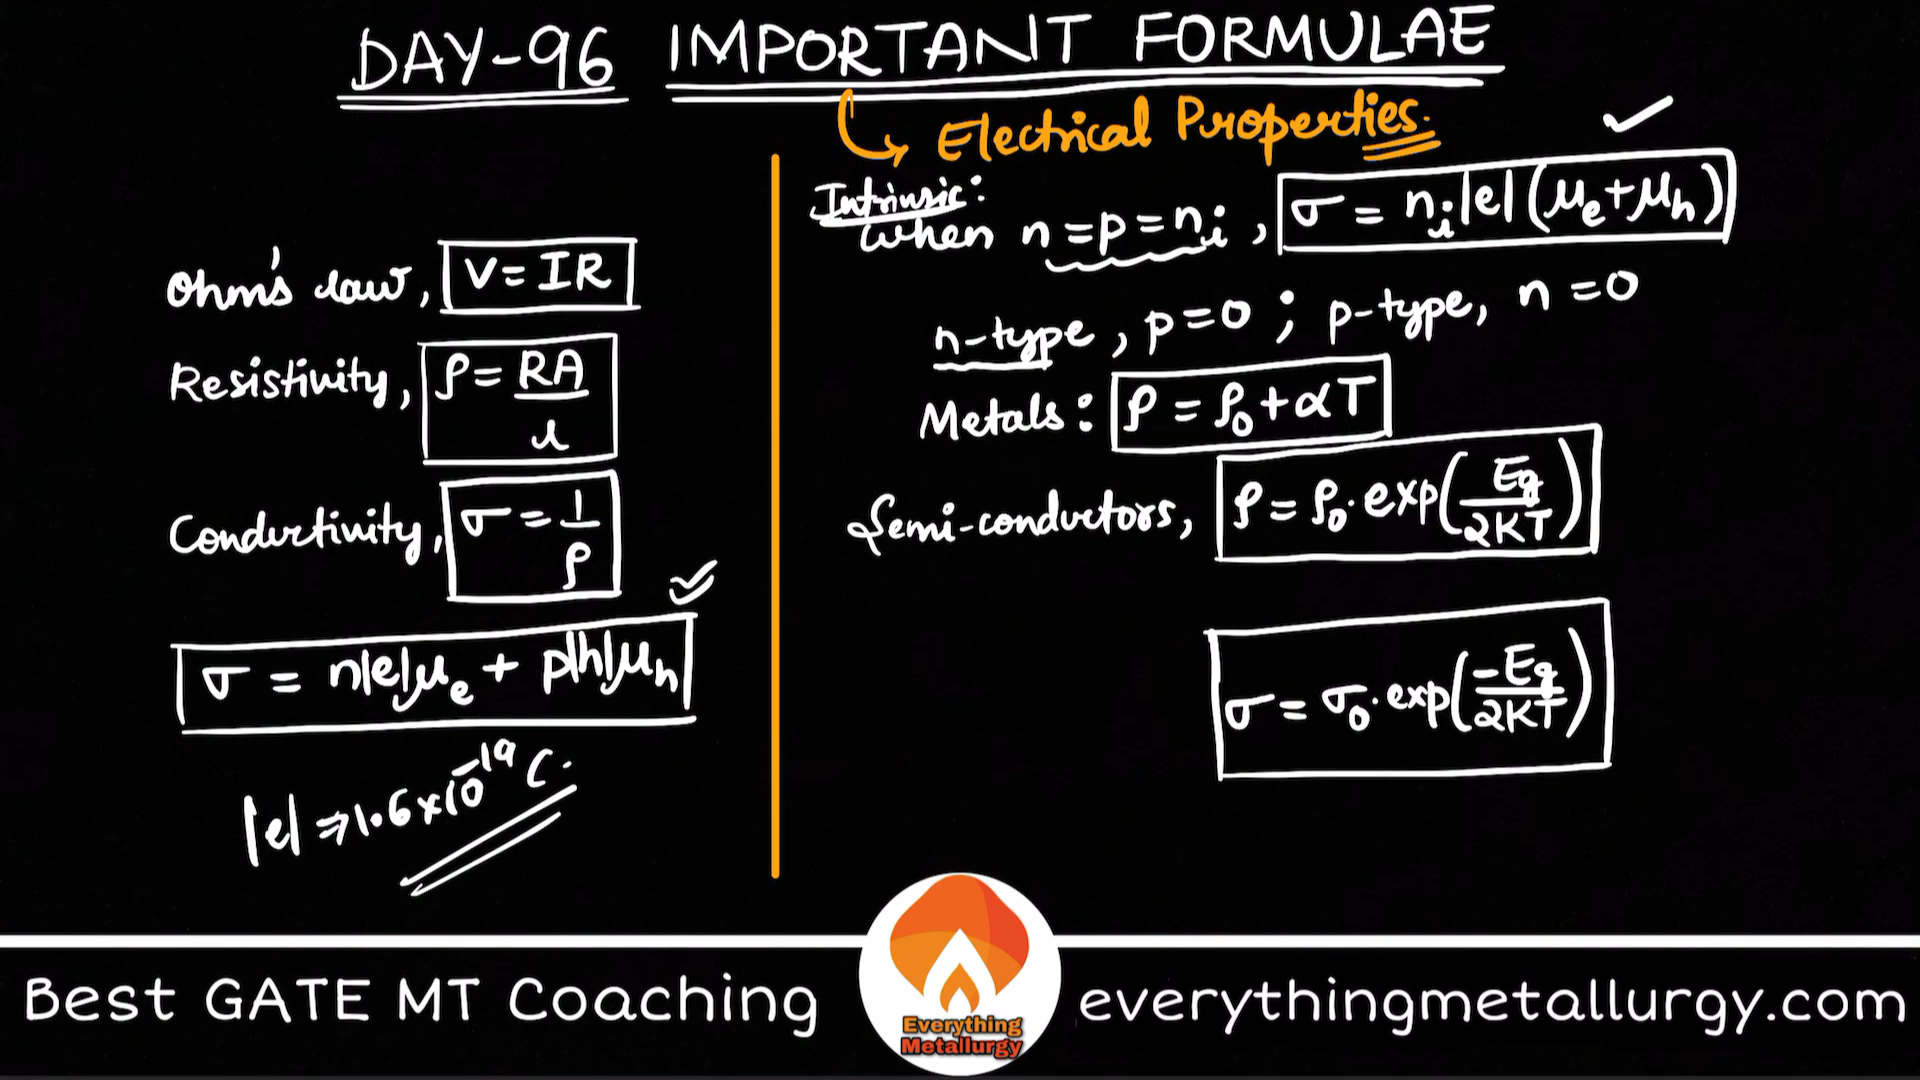 DAY-96 IMPORTANT FORMULAE
↳ Electrical Properties.
Ohm's law, V = IR
Resistivity, ρ = RA/l
Conductivity, σ = 1/ρ
σ = n|e|μe + p|h|μh
|e| ⇒ 1.6×10⁻¹⁹ C.
Intrinsic:
when n = p = ni , σ = ni|e|(μe+μh)
n-type , p=0 ; p-type, n=0
Metals: ρ = ρ0 + αT
Semi-conductors, ρ = ρ0.exp(Eg/2KT)
σ = σ0.exp(-Eg/2KT)
Best GATE MT Coaching
Everything
Metallurgy
everythingmetallurgy.com